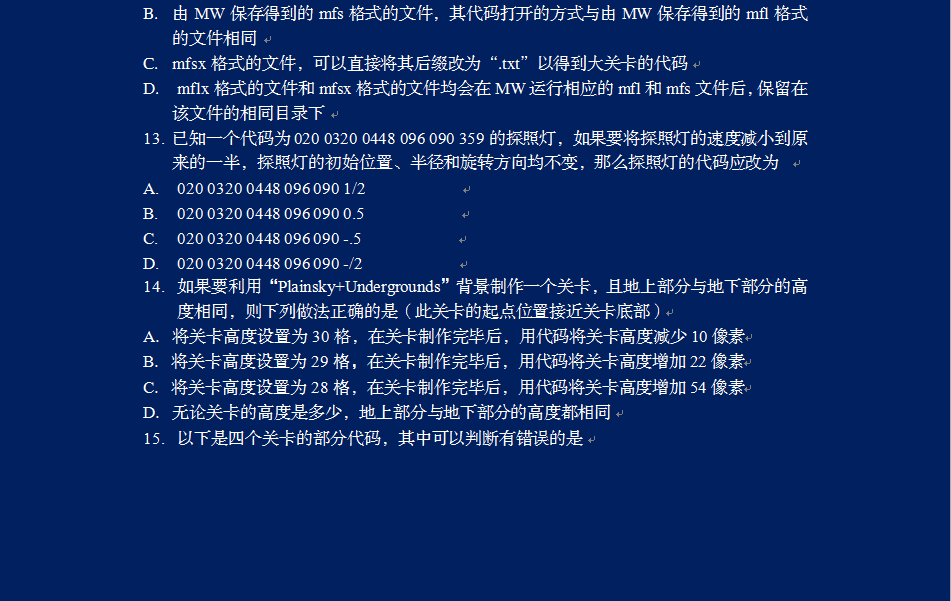 B. 由 MW 保存得到的 mfs 格式的文件，其代码打开的方式与由 MW 保存得到的 mfl 格式
的文件相同
C. mfsx 格式的文件，可以直接将其后缀改为“.txt”以得到大关卡的代码
D. mflx 格式的文件和 mfsx 格式的文件均会在 MW 运行相应的 mfl 和 mfs 文件后，保留在
该文件的相同目录下
13. 已知一个代码为 020 0320 0448 096 090 359 的探照灯，如果要将探照灯的速度减小到原
来的一半，探照灯的初始位置、半径和旋转方向均不变，那么探照灯的代码应改为
A. 020 0320 0448 096 090 1/2
B. 020 0320 0448 096 090 0.5
C. 020 0320 0448 096 090 -.5
D. 020 0320 0448 096 090 -/2
14. 如果要利用“Plainsky+Undergrounds”背景制作一个关卡，且地上部分与地下部分的高
度相同，则下列做法正确的是（此关卡的起点位置接近关卡底部）
A. 将关卡高度设置为 30 格，在关卡制作完毕后，用代码将关卡高度减少 10 像素
B. 将关卡高度设置为 29 格，在关卡制作完毕后，用代码将关卡高度增加 22 像素
C. 将关卡高度设置为 28 格，在关卡制作完毕后，用代码将关卡高度增加 54 像素
D. 无论关卡的高度是多少，地上部分与地下部分的高度都相同
15. 以下是四个关卡的部分代码，其中可以判断有错误的是